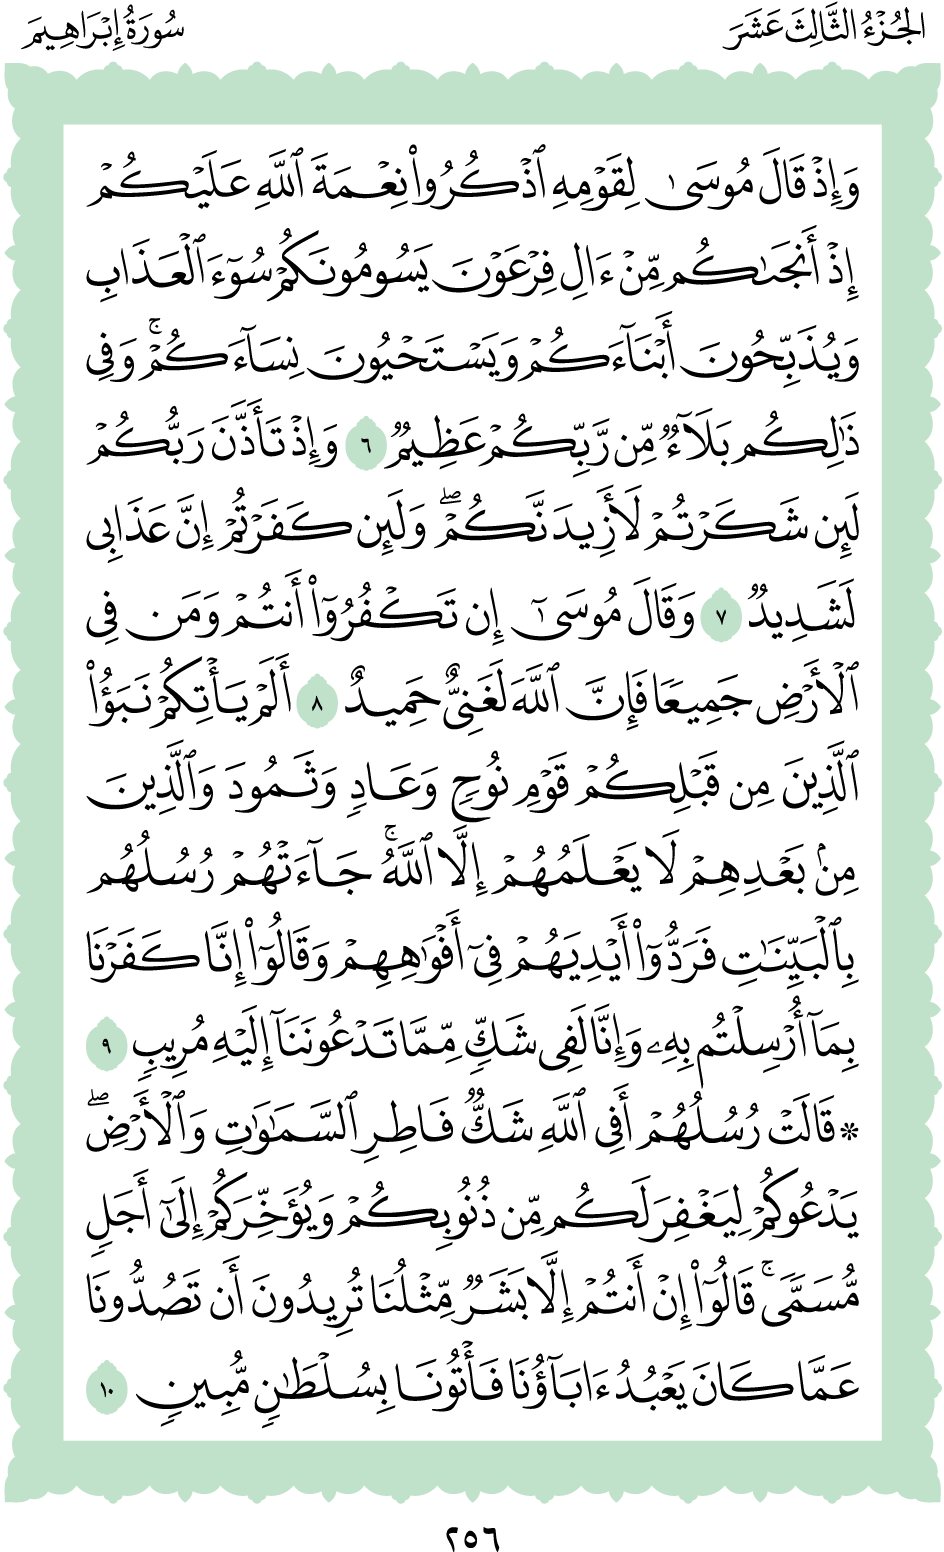 الجُزْءُ الثَّالِثَ عَشَرَ
سُورَةُ إِبْرَاهِيمَ
وَإِذۡ قَالَ مُوسَىٰ لِقَوۡمِهِ ٱذۡكُرُواْ نِعۡمَةَ ٱللَّهِ عَلَيۡكُمۡ
إِذۡ أَنجَىٰكُم مِّنۡ ءَالِ فِرۡعَوۡنَ يَسُومُونَكُمۡ سُوٓءَ ٱلۡعَذَابِ
وَيُذَبِّحُونَ أَبۡنَآءَكُمۡ وَيَسۡتَحۡيُونَ نِسَآءَكُمۡۚ وَفِي
ذَٰلِكُم بَلَآءٞ مِّن رَّبِّكُمۡ عَظِيمٞ ٦ وَإِذۡ تَأَذَّنَ رَبُّكُمۡ
لَئِن شَكَرۡتُمۡ لَأَزِيدَنَّكُمۡۖ وَلَئِن كَفَرۡتُمۡ إِنَّ عَذَابِي
لَشَدِيدٞ ٧ وَقَالَ مُوسَىٰٓ إِن تَكۡفُرُوٓاْ أَنتُمۡ وَمَن فِي
ٱلۡأَرۡضِ جَمِيعٗا فَإِنَّ ٱللَّهَ لَغَنِيٌّ حَمِيدٌ ٨ أَلَمۡ يَأۡتِكُمۡ نَبَؤُاْ
ٱلَّذِينَ مِن قَبۡلِكُمۡ قَوۡمِ نُوحٖ وَعَادٖ وَثَمُودَ وَٱلَّذِينَ
مِنۢ بَعۡدِهِمۡ لَا يَعۡلَمُهُمۡ إِلَّا ٱللَّهُۚ جَآءَتۡهُمۡ رُسُلُهُم
بِٱلۡبَيِّنَٰتِ فَرَدُّوٓاْ أَيۡدِيَهُمۡ فِيٓ أَفۡوَٰهِهِمۡ وَقَالُوٓاْ إِنَّا كَفَرۡنَا
بِمَآ أُرۡسِلۡتُم بِهِۦ وَإِنَّا لَفِي شَكّٖ مِّمَّا تَدۡعُونَنَآ إِلَيۡهِ مُرِيبٖ ٩
۞ قَالَتۡ رُسُلُهُمۡ أَفِي ٱللَّهِ شَكّٞ فَاطِرِ ٱلسَّمَٰوَٰتِ وَٱلۡأَرۡضِۖ
يَدۡعُوكُمۡ لِيَغۡفِرَ لَكُم مِّن ذُنُوبِكُمۡ وَيُؤَخِّرَكُمۡ إِلَىٰٓ أَجَلٖ
مُّسَمّٗىۚ قَالُوٓاْ إِنۡ أَنتُمۡ إِلَّا بَشَرٞ مِّثۡلُنَا تُرِيدُونَ أَن تَصُدُّونَا
عَمَّا كَانَ يَعۡبُدُ ءَابَآؤُنَا فَأۡتُونَا بِسُلۡطَٰنٖ مُّبِينٖ ١٠
٢٥٦